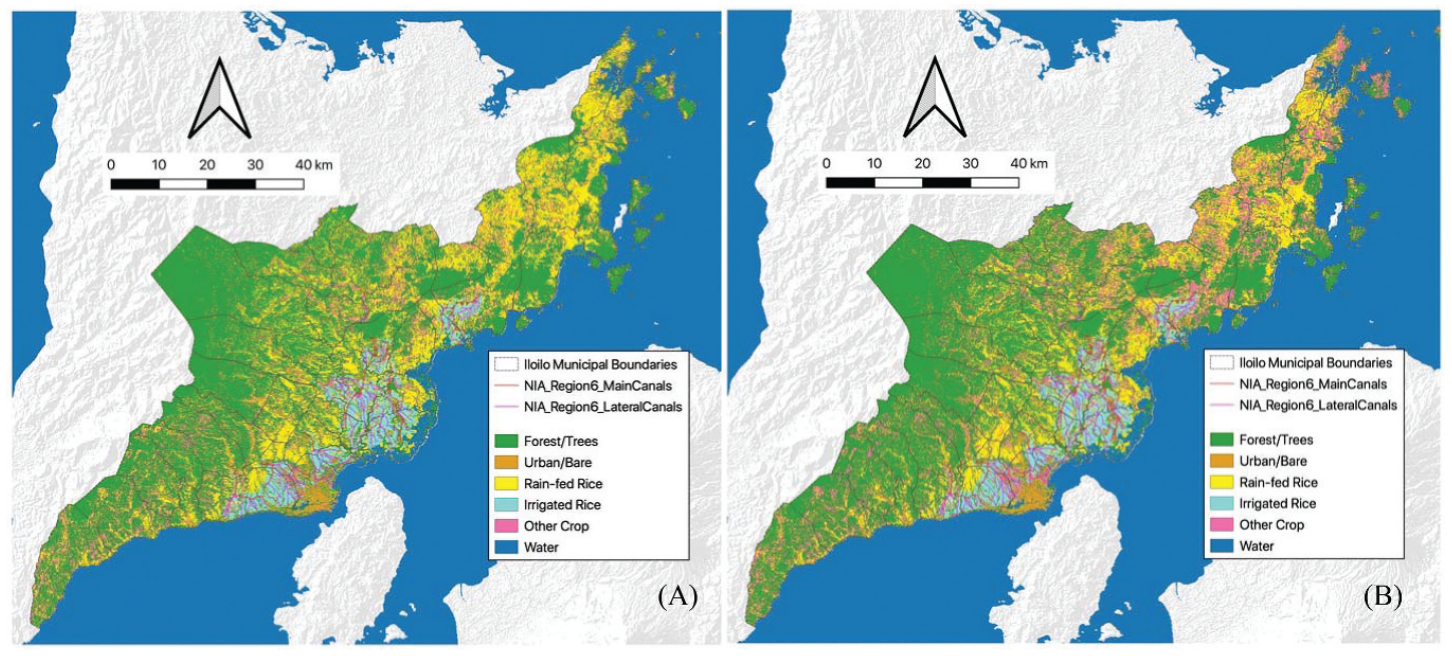 0 10 20 30 40 km
Iloilo Municipal Boundaries
NIA_Region6_MainCanals
NIA_Region6_LateralCanals
Forest/Trees
Urban/Bare
Rain-fed Rice
Irrigated Rice
Other Crop
Water
(A)
0 10 20 30 40 km
Iloilo Municipal Boundaries
NIA_Region6_MainCanals
NIA_Region6_LateralCanals
Forest/Trees
Urban/Bare
Rain-fed Rice
Irrigated Rice
Other Crop
Water
(B)